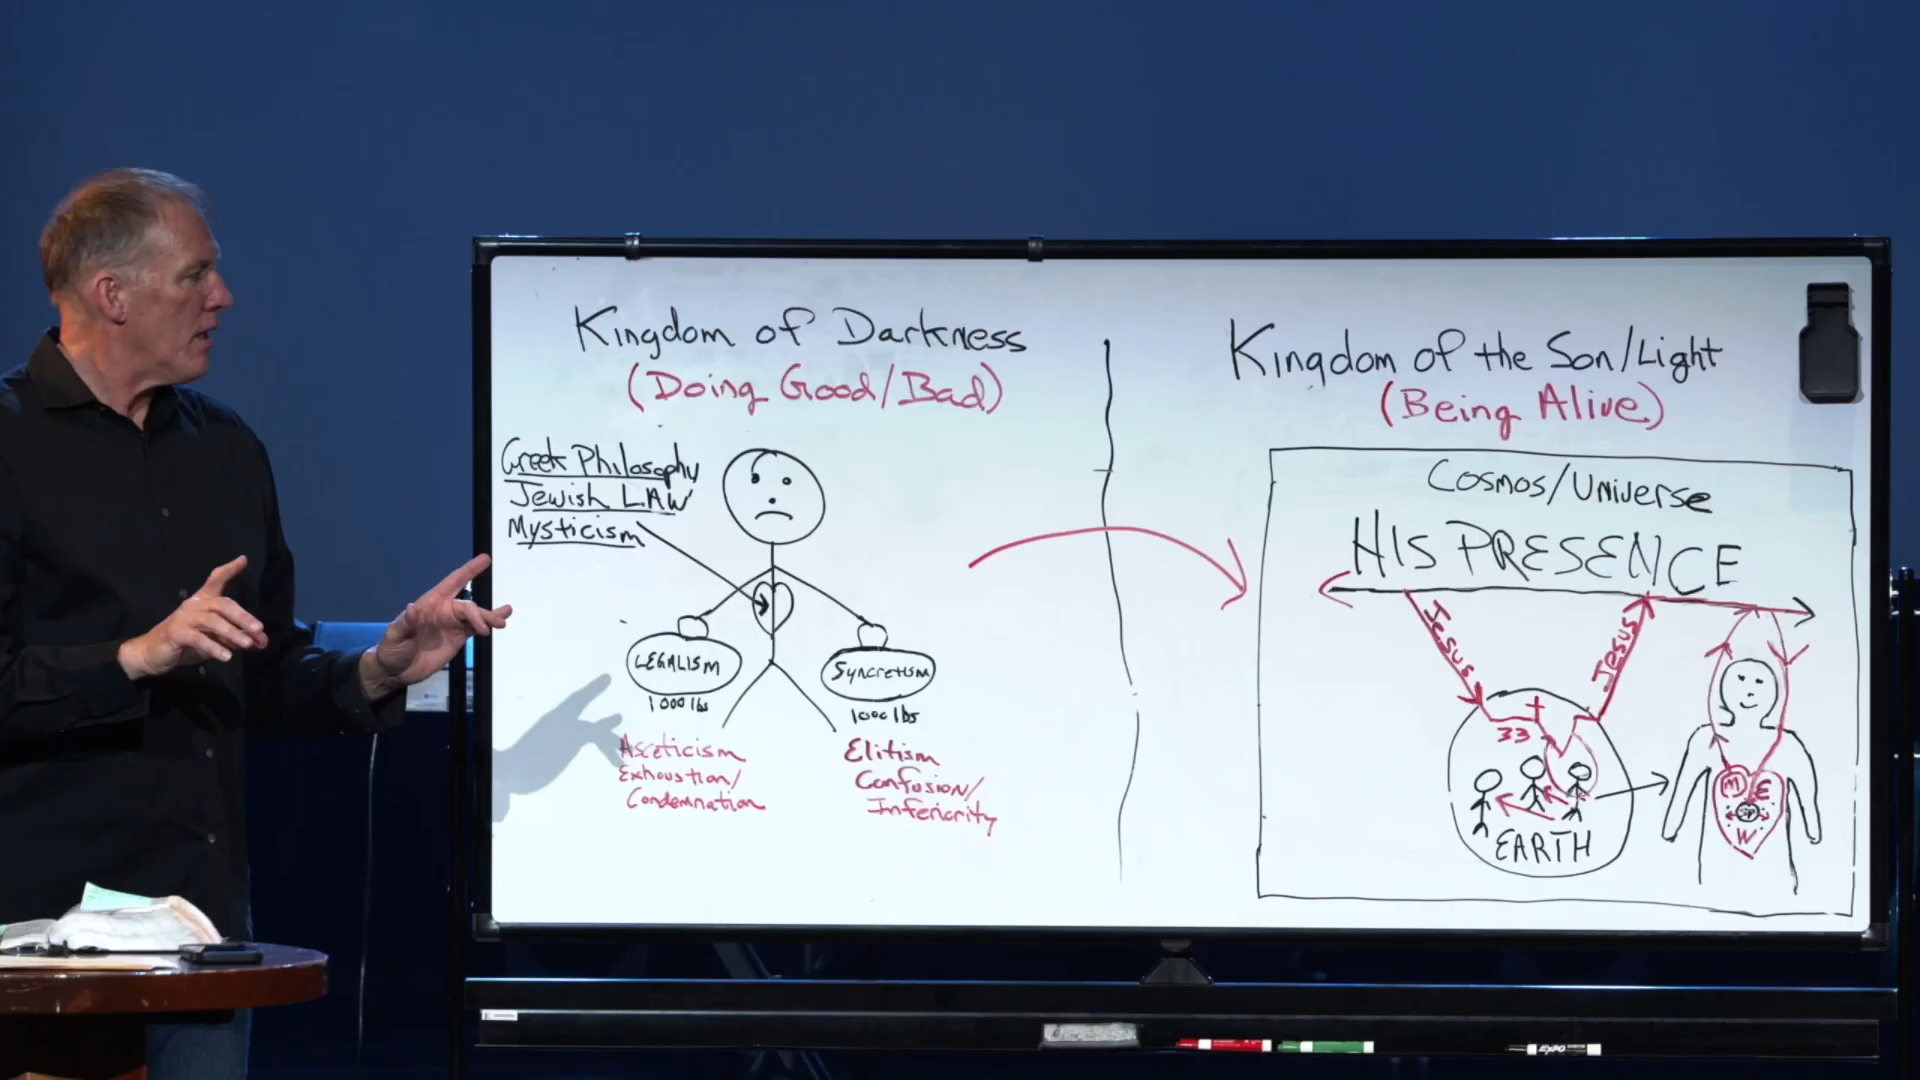 Kingdom of Darkness
(Doing Good/Bad)
Greek Philosophy
Jewish LAW
Mysticism
LEGALISM
1000 lbs
Syncretism
1000 lbs
Asceticism
Exhaustion/
Condemnation
Elitism
Confusion/
Inferiority
Kingdom of the Son/Light
(Being Alive)
Cosmos/Universe
HIS PRESENCE
Jesus
Jesus
33
EARTH
M
E
W
EXPO